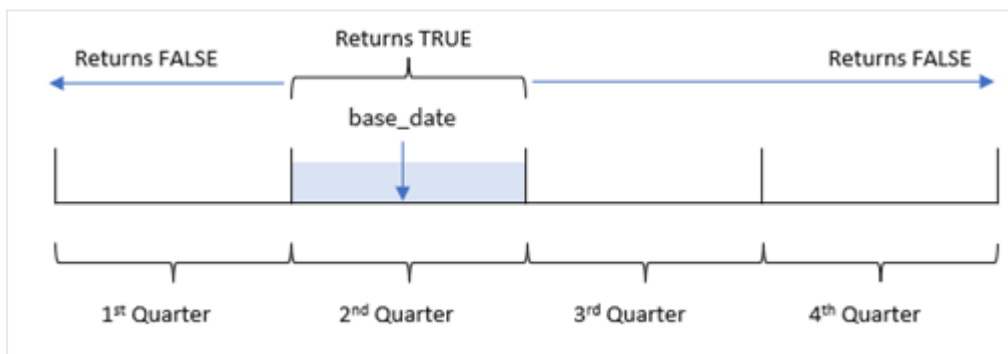 Returns TRUE
Returns FALSE
Returns FALSE
base_date
1st Quarter
2nd Quarter
3rd Quarter
4th Quarter